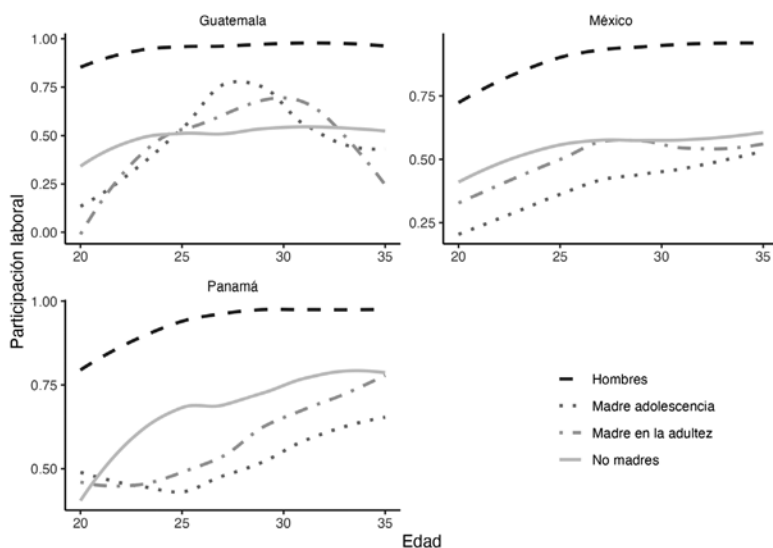 Guatemala
México
1.00
0.75
0.50
0.25
0.00
20 25 30 35
0.75
0.50
0.25
20 25 30 35
Panamá
1.00
0.75
0.50
20 25 30 35
Participación laboral
Edad
Hombres
Madre adolescencia
Madre en la adultez
No madres